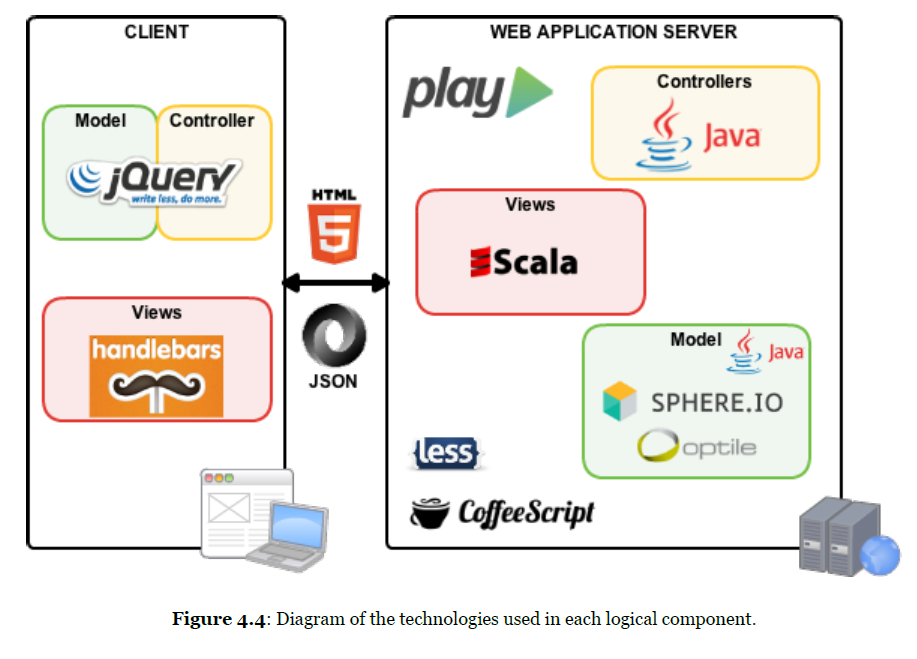 CLIENT
Model
Controller
jQuery
write less, do more.
Views
handlebars
HTML
5
JSON
WEB APPLICATION SERVER
play
Controllers
Java
Views
Scala
Model
Java
SPHERE.IO
optile
less
CoffeeScript
Figure 4.4: Diagram of the technologies used in each logical component.